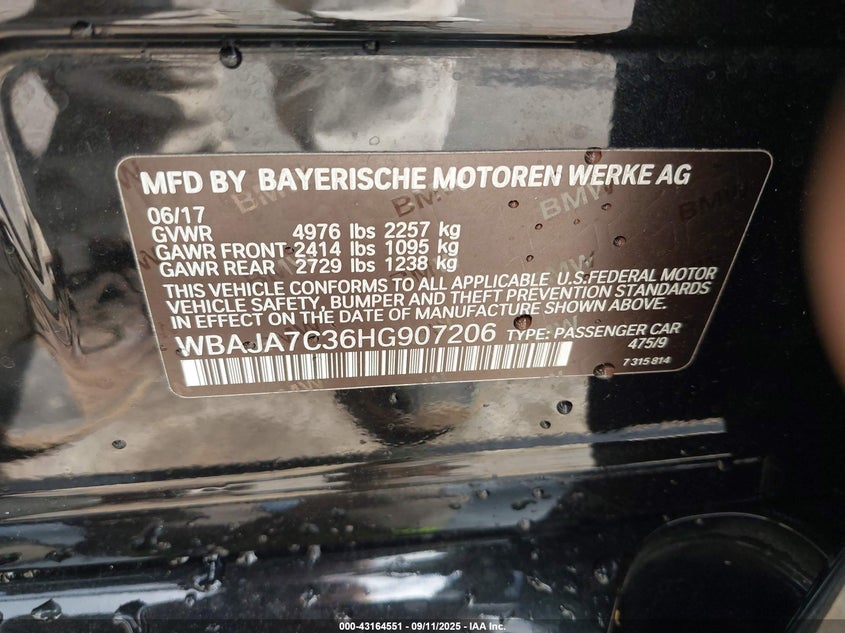 MFD BY BAYERISCHE MOTOREN WERKE AG
06/17
GVWR 4976 lbs 2257 kg
GAWR FRONT 2414 lbs 1095 kg
GAWR REAR 2729 lbs 1238 kg
THIS VEHICLE CONFORMS TO ALL APPLICABLE U.S.FEDERAL MOTOR
VEHICLE SAFETY, BUMPER AND THEFT PREVENTION STANDARDS
IN EFFECT ON THE DATE OF MANUFACTURE SHOWN ABOVE.
WBAJA7C36HG907206 TYPE: PASSENGER CAR
475/9
7 315 814
000-43164551 - 09/11/2025 - IAA Inc.